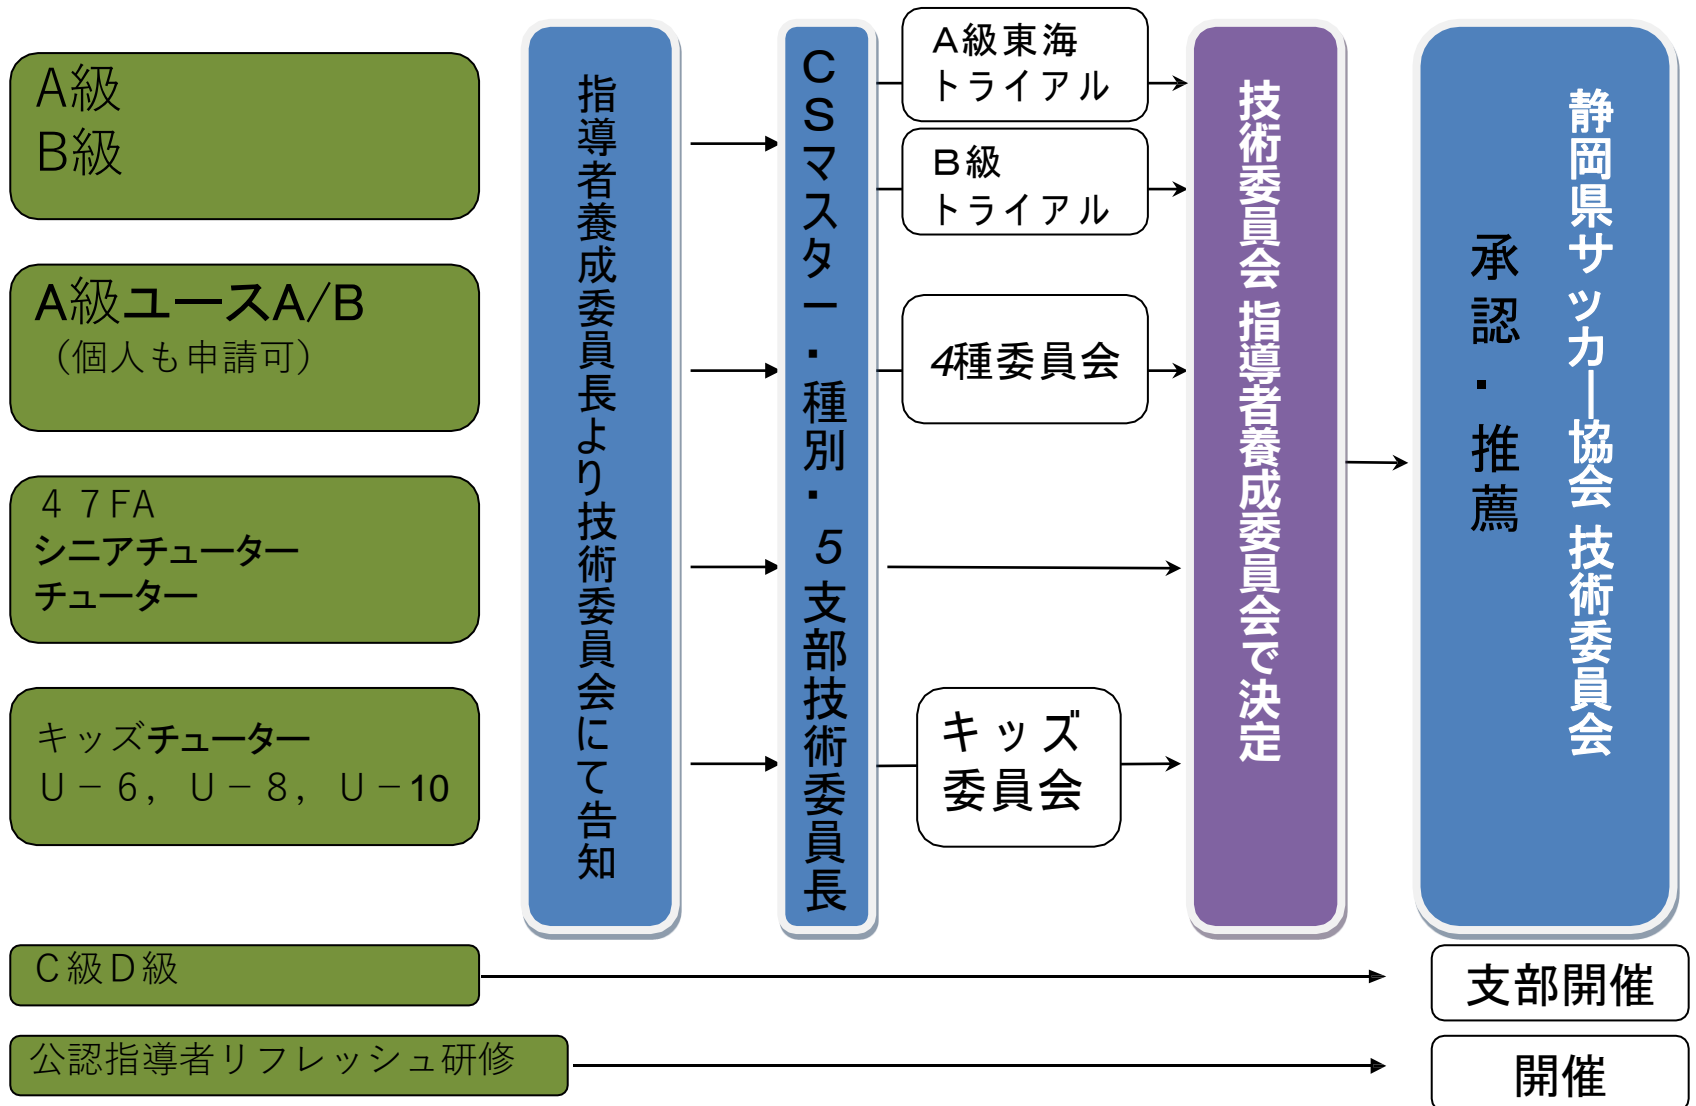 A級
B級
A級ユースA/B
（個人も申請可）
４７FA
シニアチューター
チューター
キッズチューター
U－6，U－8，U－10
指導者養成委員長より技術委員会にて告知
CSマスター・種別・5支部技術委員長
A級東海
トライアル
B級
トライアル
4種委員会
キッズ
委員会
技術委員会 指導者養成委員会で決定
静岡県サッカー協会 技術委員会
承認・推薦
C級D級
支部開催
公認指導者リフレッシュ研修
開催